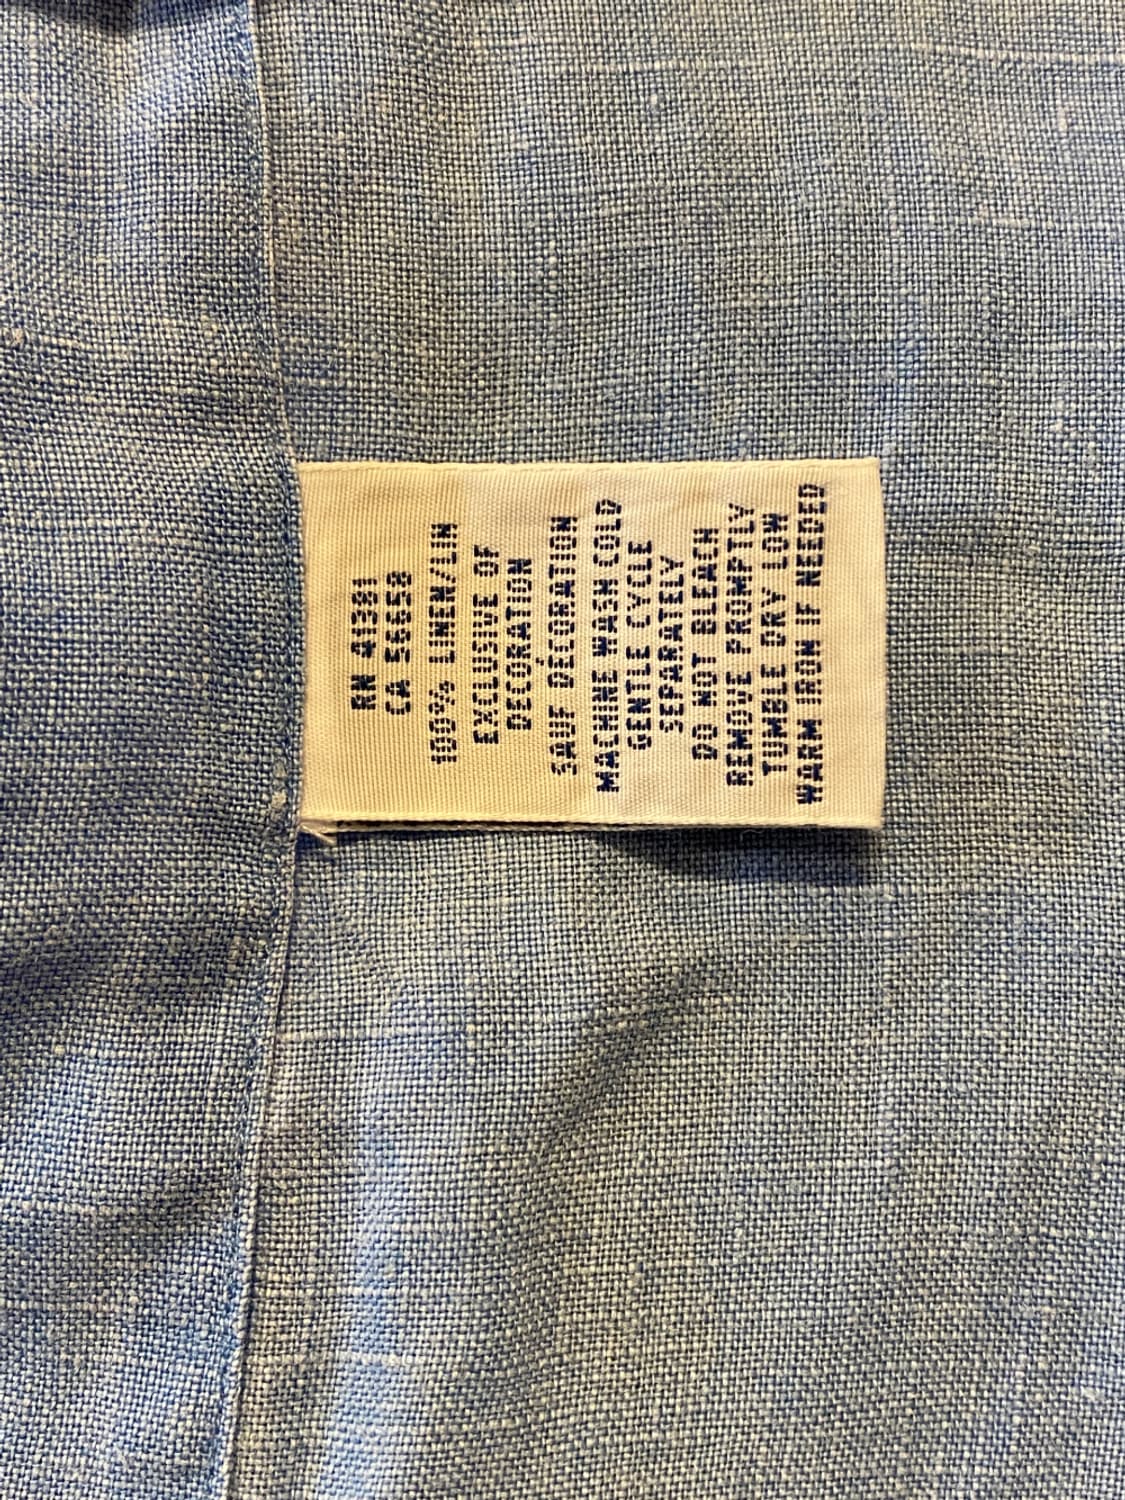 RN 41381
CA 56658
100% LINEN/LIN
EXCLUSIVE OF
DECORATION
SAUF DÉCORATION
MACHINE WASH COLD
GENTLE CYCLE
SEPARATELY
DO NOT BLEACH
REMOVE PROMPTLY
TUMBLE DRY LOW
WARM IRON IF NEEDED